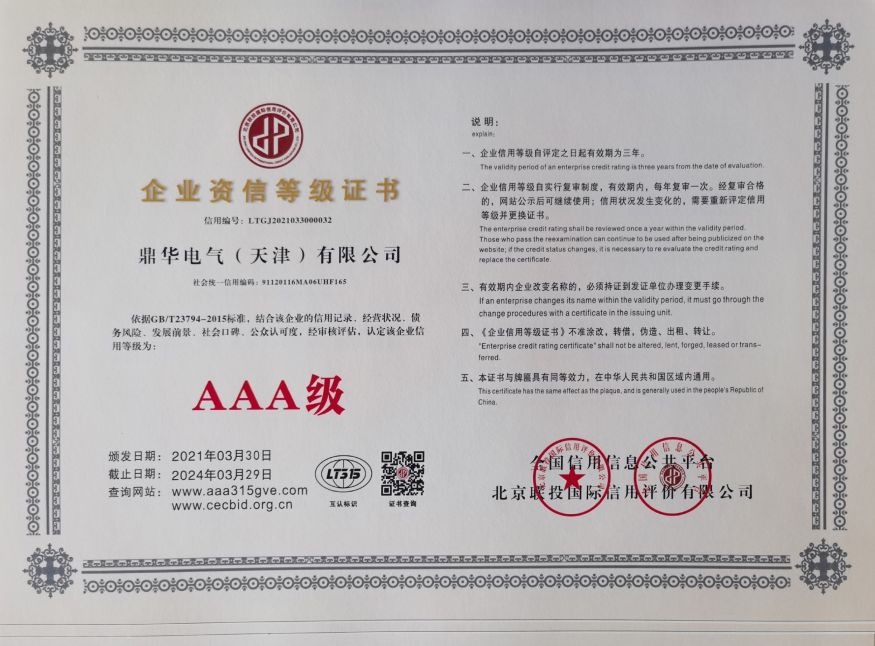 企业资信等级证书
信用编号：LTGJ2021033000032
鼎华电气（天津）有限公司
社会统一信用编码：91120116MA06UHF165
依据GB/T23794-2015标准，结合该企业的信用记录、经营状况、债
务风险、发展前景、社会口碑、公众认可度，经审核评估，认定该企业信
用等级为：
AAA级
颁发日期：2021年03月30日
截止日期：2024年03月29日
查询网站：www.aaa315gve.com
www.cecbid.org.cn
LT315
互认标识
证书查询
说明：
explain:
一、企业信用等级自评定之日起有效期为三年。
The validity period of an enterprise credit rating is three years from the date of evaluation.
二、企业信用等级自实行复审制度，有效期内，每年复审一次。经复审合格
的，网站公示后可继续使用；信用状况发生变化的，需要重新评定信用
等级并更换证书。
The enterprise credit rating shall be reviewed once a year within the validity period.
Those who pass the reexamination can continue to be used after being publicized on the
website; if the credit status changes, it is necessary to re evaluate the credit rating and
replace the certificate.
三、有效期内企业改变名称的，必须持证到发证单位办理变更手续。
If an enterprise changes its name within the validity period, it must go through the
change procedures with a certificate in the issuing unit.
四、《企业信用等级证书》不准涂改，转借，伪造、出租、转让。
"Enterprise credit rating certificate" shall not be altered, lent, forged, leased or trans-
ferred.
五、本证书与牌匾具有同等效力，在中华人民共和国区域内通用。
This certificate has the same effect as the plaque, and is generally used in the people's Republic of
China.
全国信用信息公共平台
北京联投国际信用评价有限公司